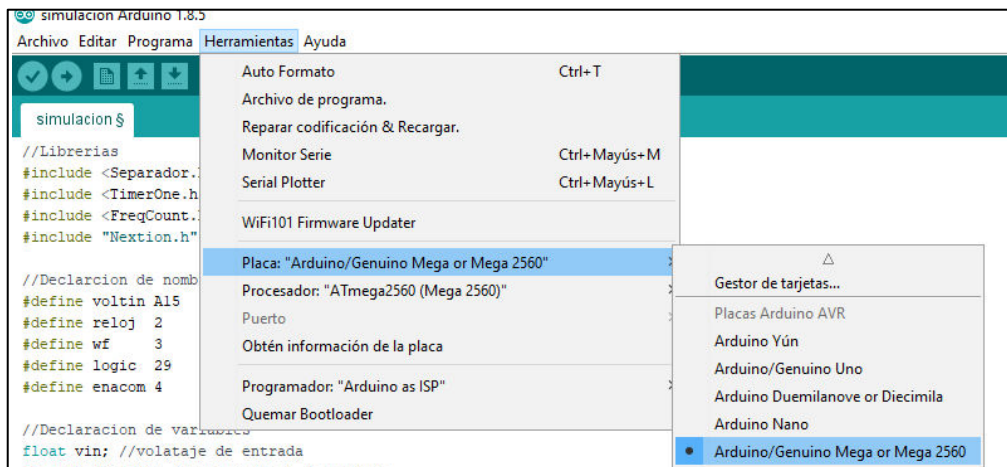 simulacion Arduino 1.8.5
Archivo Editar Programa Herramientas Ayuda
simulacion §
//Librerias
#include <Separador.
#include <TimerOne.h
#include <FreqCount.
#include "Nextion.h"
//Declarcion de nomb
#define voltin A15
#define reloj 2
#define wf 3
#define logic 29
#define enacom 4
//Declaracion de variables
float vin; //volataje de entrada
Auto Formato Ctrl+T
Archivo de programa.
Reparar codificación & Recargar.
Monitor Serie Ctrl+Mayús+M
Serial Plotter Ctrl+Mayús+L
WiFi101 Firmware Updater
Placa: "Arduino/Genuino Mega or Mega 2560"
Procesador: "ATmega2560 (Mega 2560)"
Puerto
Obtén información de la placa
Programador: "Arduino as ISP"
Quemar Bootloader
Gestor de tarjetas...
Placas Arduino AVR
Arduino Yún
Arduino/Genuino Uno
Arduino Duemilanove or Diecimila
Arduino Nano
Arduino/Genuino Mega or Mega 2560